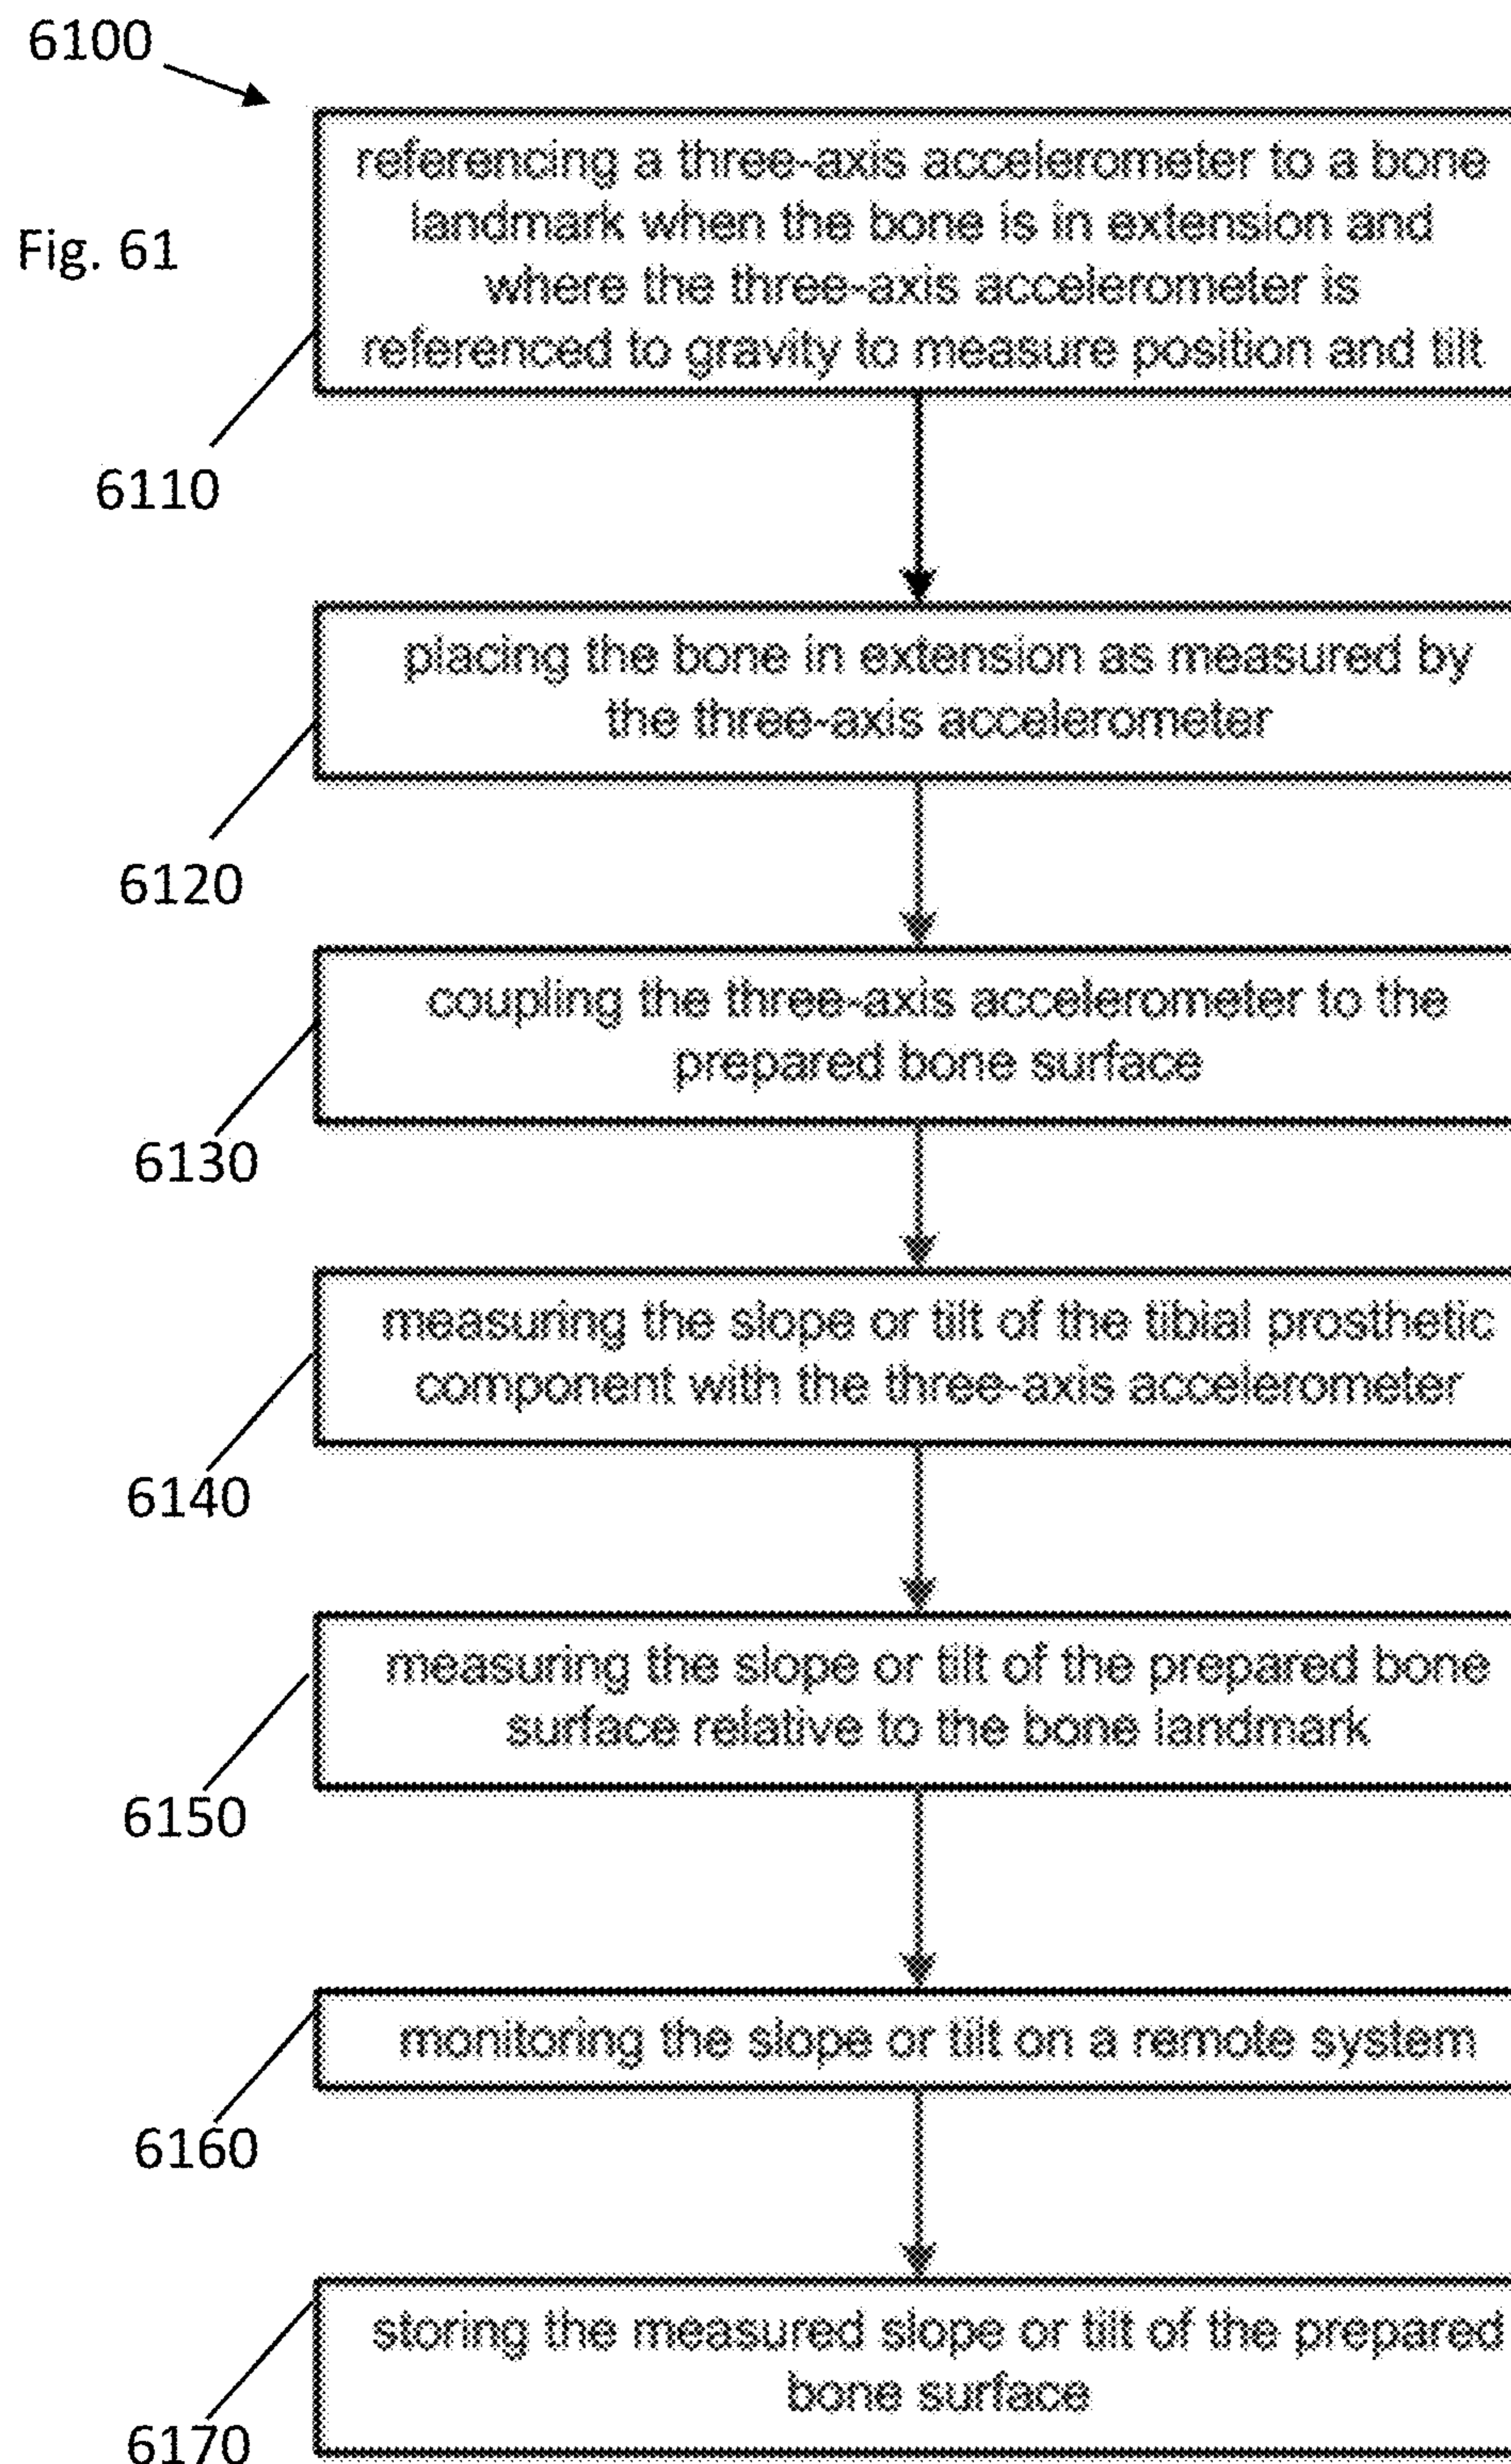 6100
referencing a three-axis accelerometer to a bone
landmark when the bone is in extension and
Fig. 61
where the three-axis accelerometer is
referenced to gravity to measure position and tilt
6110
placing the bone in extension as measured by
the three-axis accelerometer
6120
coupling the three-axis accelerometer to the
prepared bone surface
6130
measuring the slope or tilt of the tibial prosthetic
component with the three-axis accelerometer
6140
measuring the slope or tilt of the prepared bone
surface relative to the bone landmark
6150
monitoring the slope or tilt on a remote system
6160
storing the measured slope or tilt of the prepared
bone surface
6170